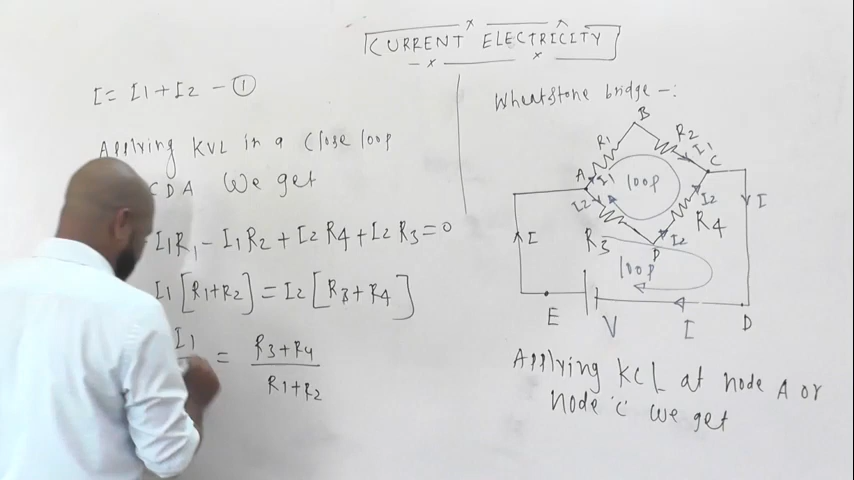 CURRENT ELECTRICITY
I = I1 + I2 - ①
Applying KVL in a close loop
CDA We get
I1R1 - I1R2 + I2R4 + I2R3 = 0
I1 [R1+R2] = I2 [R3+R4]
I1 = R3+R4
R1+R2
Wheatstone bridge -:
B
R1 R2
I1
A I1 loop C
I2 I2
R3 R4 I
I D I2
loop
E V I D
Applying KCL at node A or
node 'c' We get